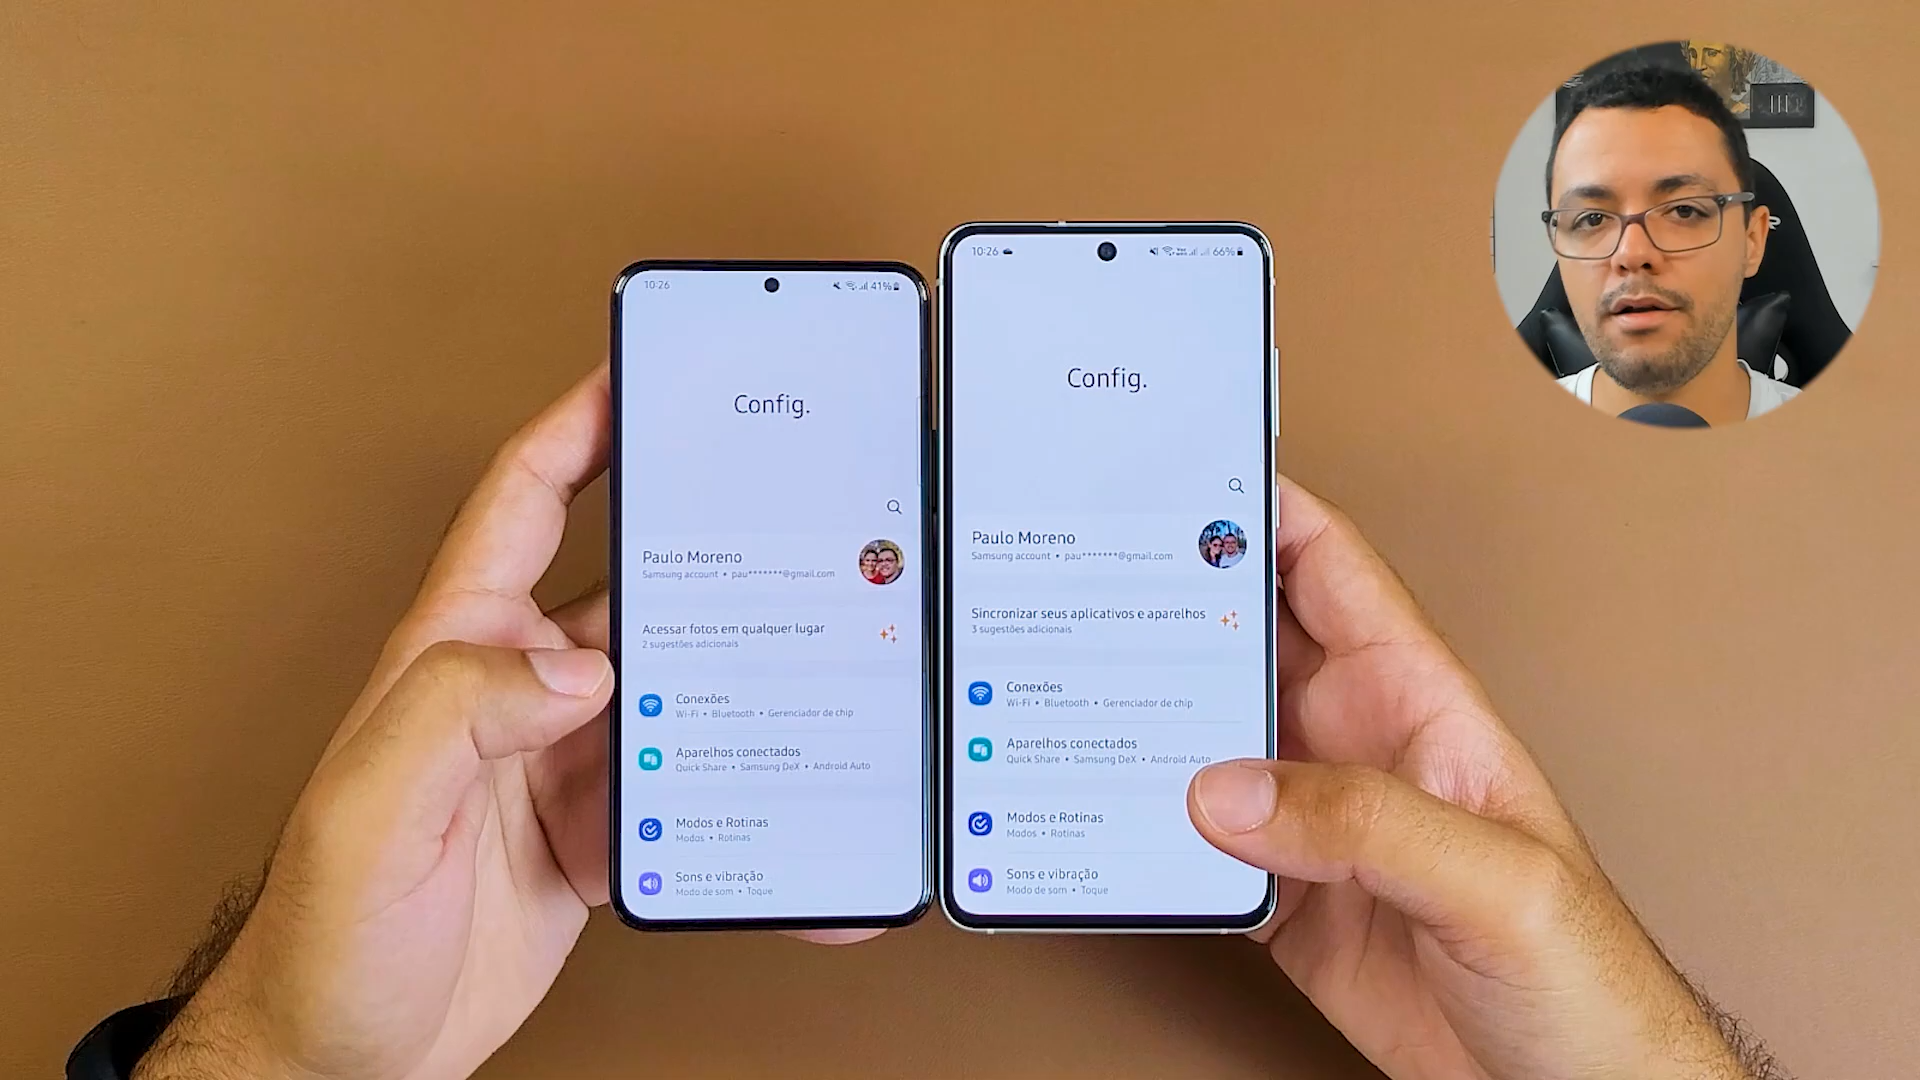 10:26
41%
Config.
Paulo Moreno
Samsung account • pau*******@gmail.com
Acessar fotos em qualquer lugar
2 sugestões adicionais
Conexões
Wi-Fi • Bluetooth • Gerenciador de chip
Aparelhos conectados
Quick Share • Samsung DeX • Android Auto
Modos e Rotinas
Modos • Rotinas
Sons e vibração
Modo de som • Toque
10:26
66%
Config.
Paulo Moreno
Samsung account • pau*******@gmail.com
Sincronizar seus aplicativos e aparelhos
3 sugestões adicionais
Conexões
Wi-Fi • Bluetooth • Gerenciador de chip
Aparelhos conectados
Quick Share • Samsung DeX • Android Auto
Modos e Rotinas
Modos • Rotinas
Sons e vibração
Modo de som • Toque